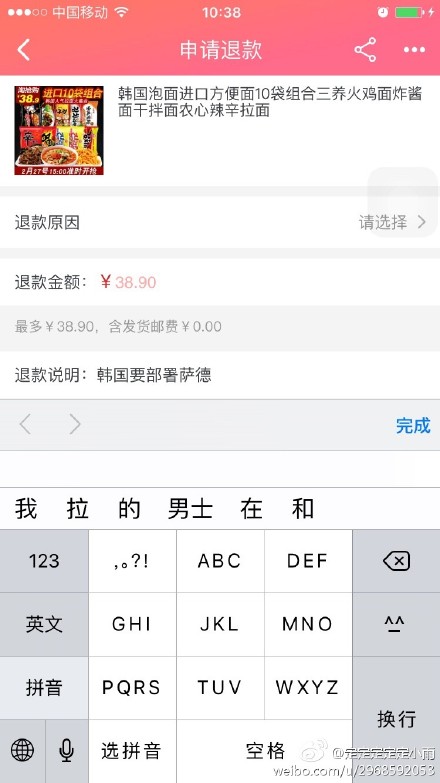 中国移动
10:38
申请退款
淘抢购
进口10袋组合
¥38.9
2月27号15:00准时开抢
韩国泡面进口方便面10袋组合三养火鸡面炸酱
面干拌面农心辣辛拉面
退款原因
请选择
退款金额:
¥38.90
最多¥38.90，含发货邮费¥0.00
退款说明:
韩国要部署萨德
完成
我 拉 的 男士 在 和
123
,。?!
ABC
DEF
英文
GHI
JKL
MNO
^^
拼音
PQRS
TUV
WXYZ
换行
选拼音
空格
@是是是是是小雨
weibo.com/u/2968592053